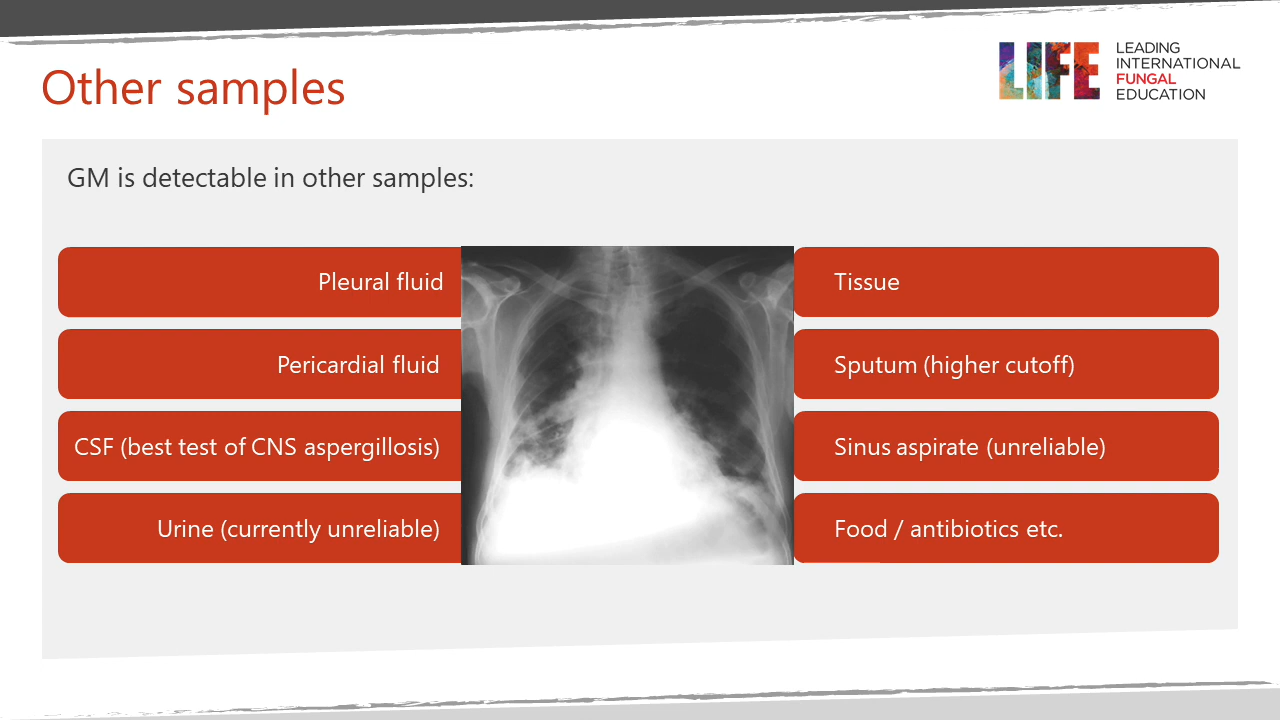 Other samples
LIFE
LEADING
INTERNATIONAL
FUNGAL
EDUCATION
GM is detectable in other samples:
Pleural fluid
Pericardial fluid
CSF (best test of CNS aspergillosis)
Urine (currently unreliable)
Tissue
Sputum (higher cutoff)
Sinus aspirate (unreliable)
Food / antibiotics etc.